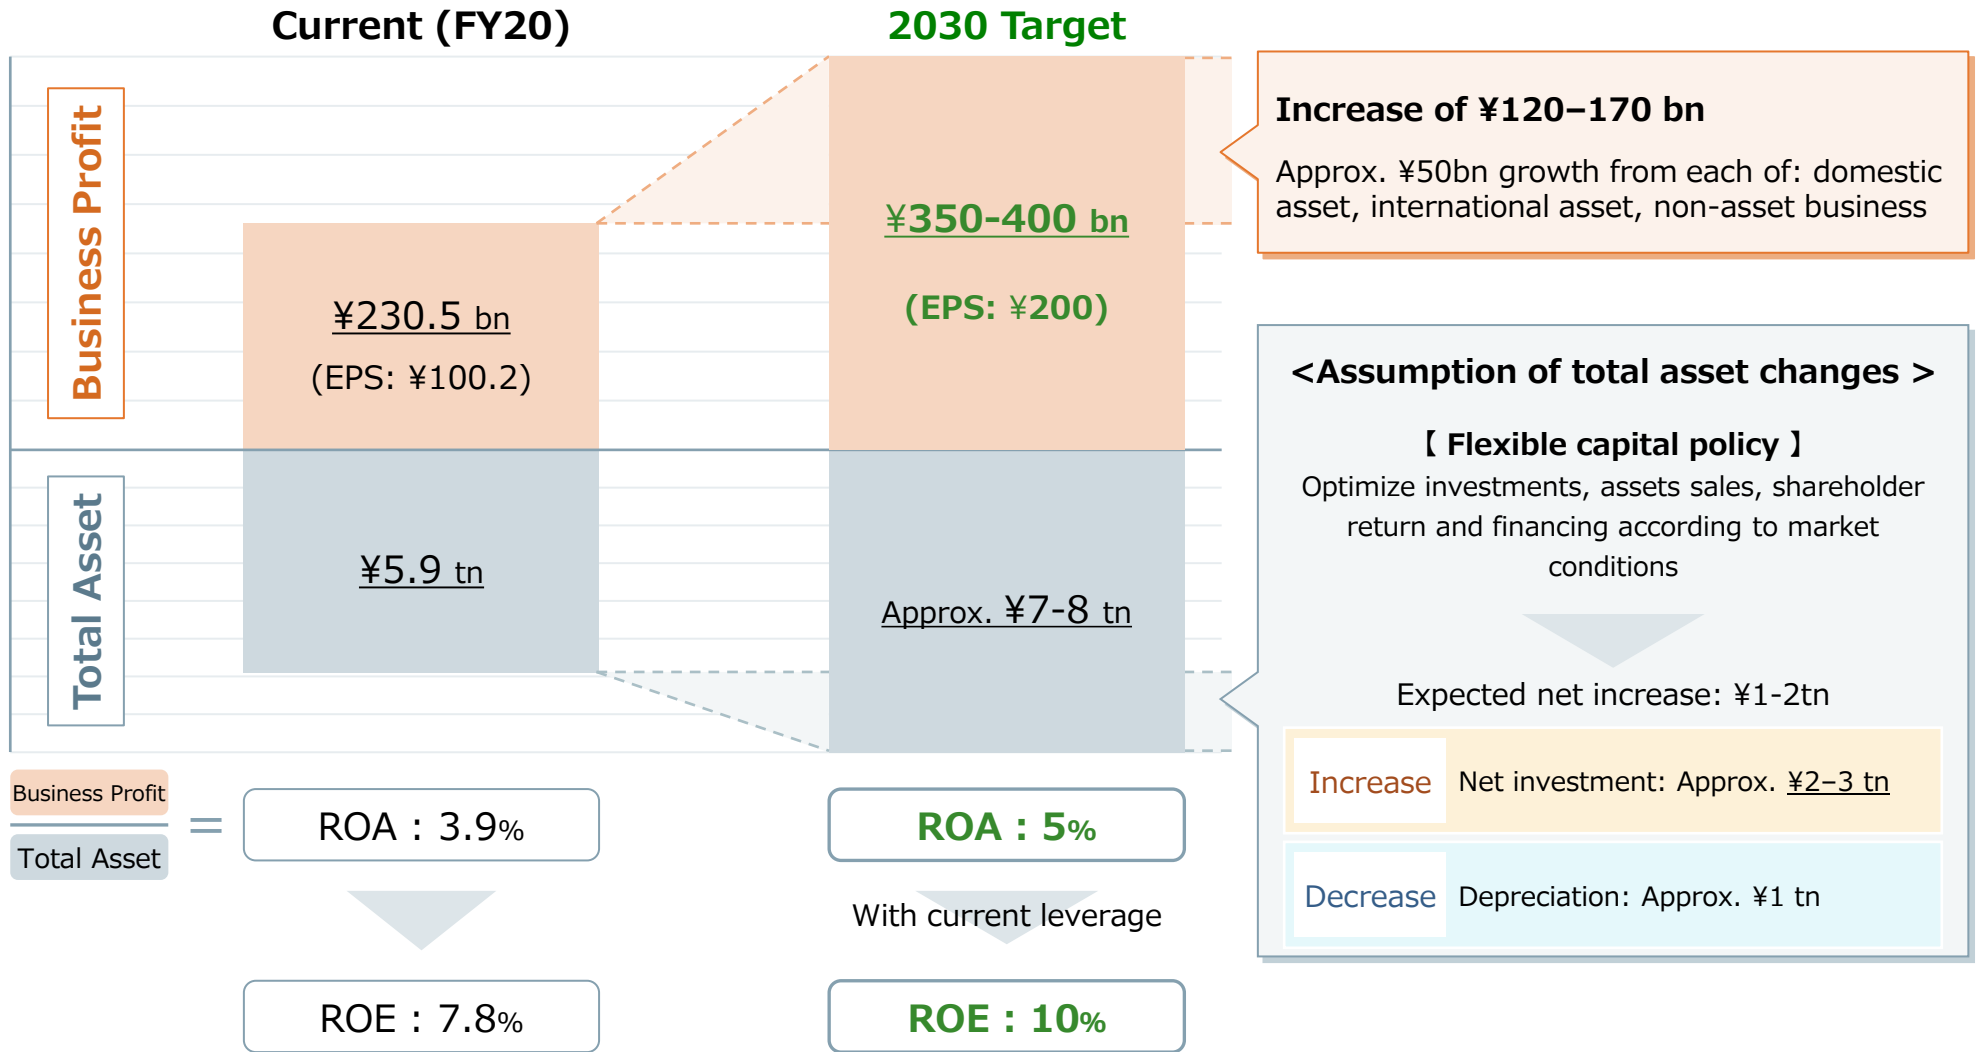 Current (FY20)
2030 Target
Business Profit
¥230.5 bn
(EPS: ¥100.2)
¥350-400 bn
(EPS: ¥200)
Increase of ¥120–170 bn
Approx. ¥50bn growth from each of: domestic
asset, international asset, non-asset business
Total Asset
¥5.9 tn
Approx. ¥7-8 tn
<Assumption of total asset changes >
【 Flexible capital policy 】
Optimize investments, assets sales, shareholder
return and financing according to market
conditions
Expected net increase: ¥1-2tn
Increase Net investment: Approx. ¥2–3 tn
Decrease Depreciation: Approx. ¥1 tn
Business Profit
Total Asset
=
ROA : 3.9%
ROA : 5%
With current leverage
ROE : 7.8%
ROE : 10%